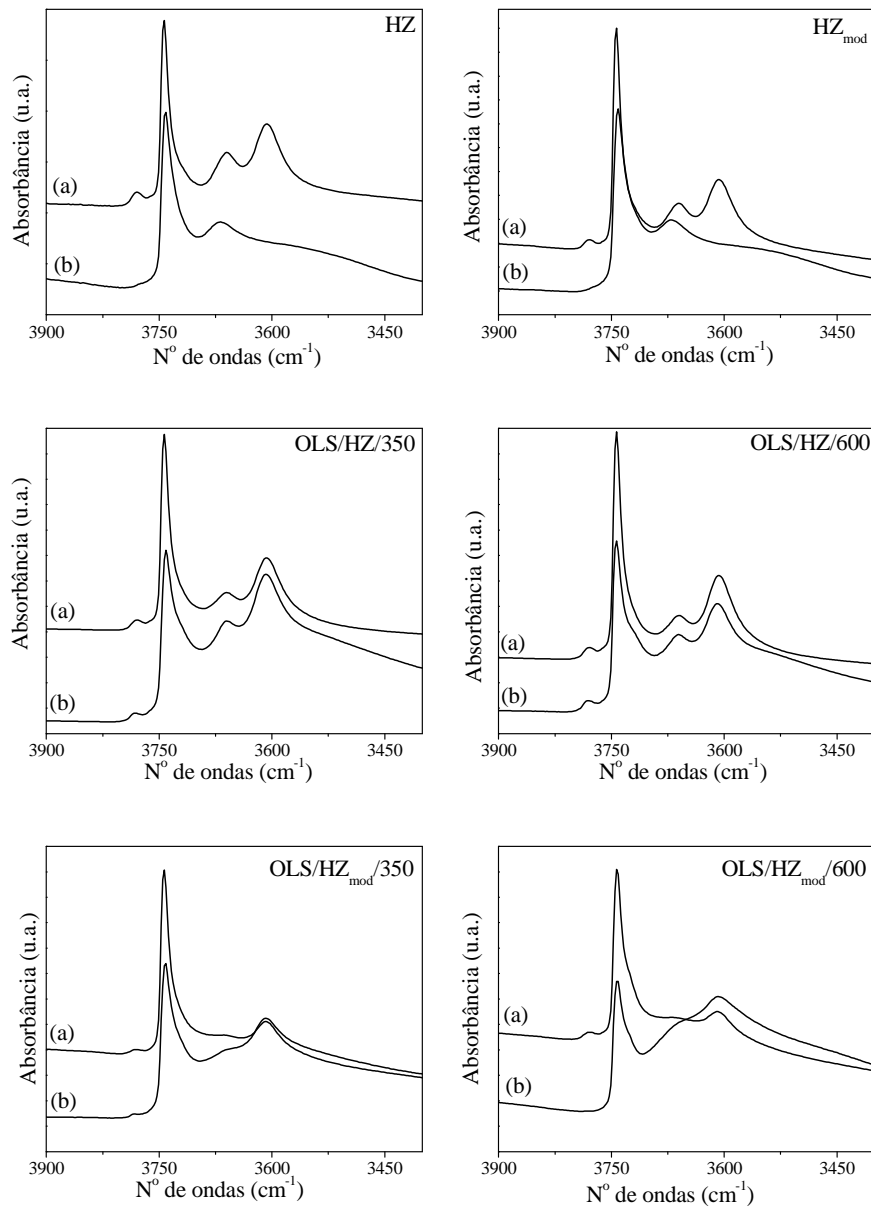 HZ
Absorbância (u.a.)
(a)
(b)
3900 3750 3600 3450
Nº de ondas (cm⁻¹)
HZmod
Absorbância (u.a.)
(a)
(b)
3900 3750 3600 3450
Nº de ondas (cm⁻¹)
OLS/HZ/350
Absorbância (u.a.)
(a)
(b)
3900 3750 3600 3450
Nº de ondas (cm⁻¹)
OLS/HZ/600
Absorbância (u.a.)
(a)
(b)
3900 3750 3600 3450
Nº de ondas (cm⁻¹)
OLS/HZmod/350
Absorbância (u.a.)
(a)
(b)
3900 3750 3600 3450
Nº de ondas (cm⁻¹)
OLS/HZmod/600
Absorbância (u.a.)
(a)
(b)
3900 3750 3600 3450
Nº de ondas (cm⁻¹)